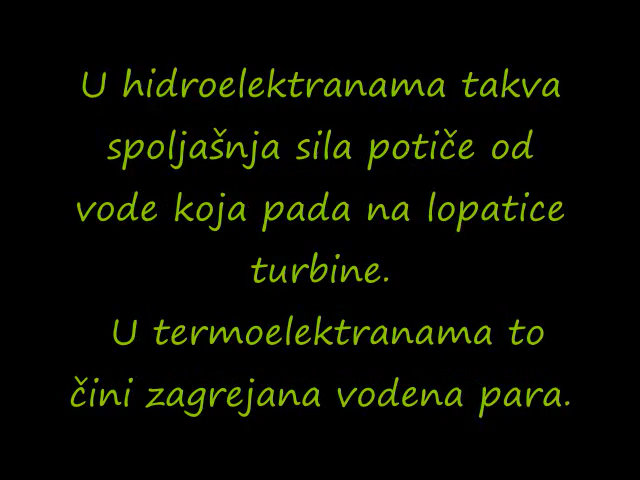 U hidroelektranama takva
spoljašnja sila potiče od
vode koja pada na lopatice
turbine.
U termoelektranama to
čini zagrejana vodena para.